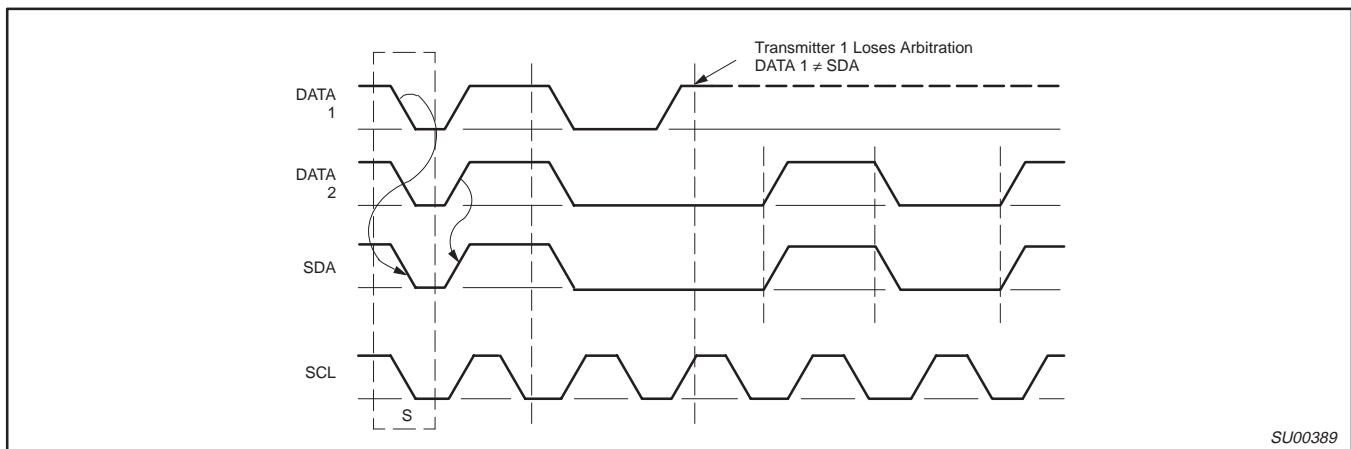 Transmitter 1 Loses Arbitration
DATA 1 ≠ SDA
DATA
1
DATA
2
SDA
SCL
S
SU00389